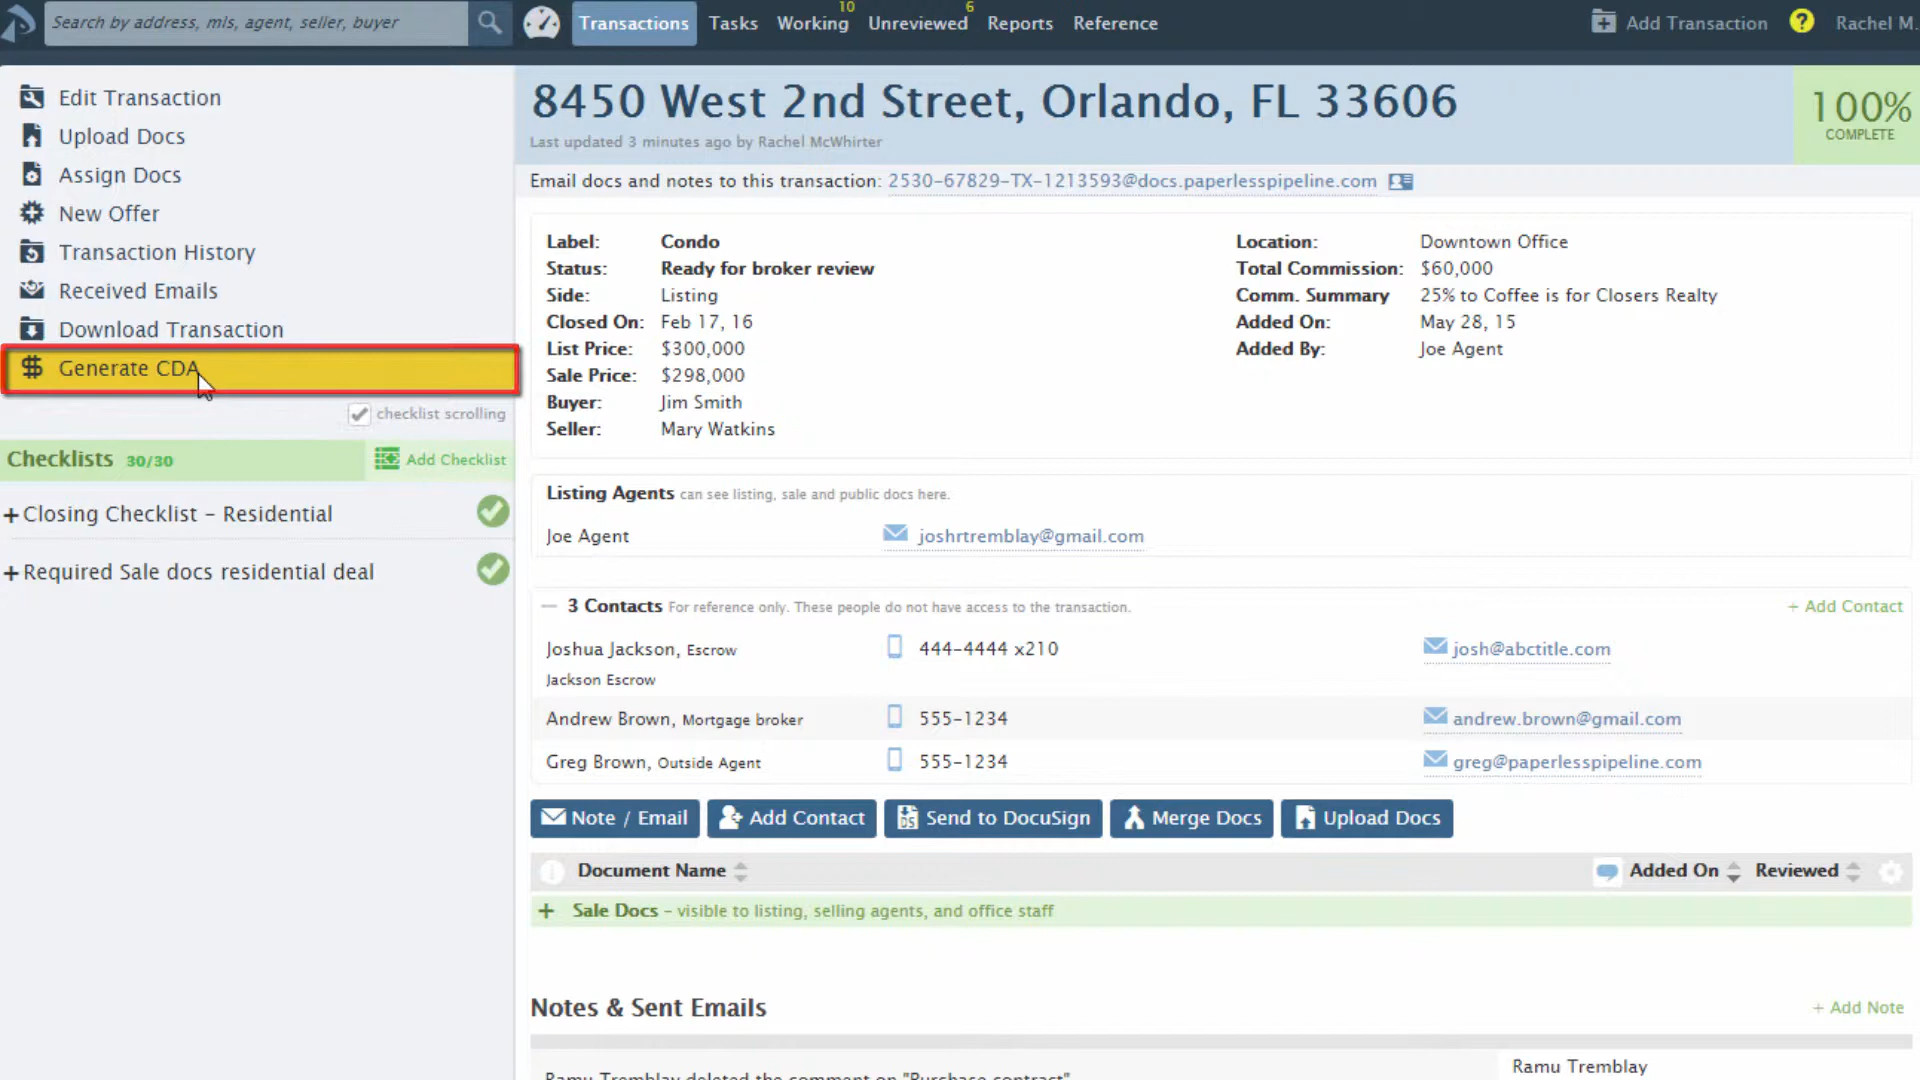 Search by address, mls, agent, seller, buyer
Transactions
Tasks
Working 10
Unreviewed 6
Reports
Reference
Add Transaction
?
Rachel M.
Edit Transaction
Upload Docs
Assign Docs
New Offer
Transaction History
Received Emails
Download Transaction
Generate CDA
checklist scrolling
Checklists 30/30
Add Checklist
+ Closing Checklist – Residential
+ Required Sale docs residential deal
8450 West 2nd Street, Orlando, FL 33606
Last updated 3 minutes ago by Rachel McWhirter
100%
COMPLETE
Email docs and notes to this transaction: 2530-67829-TX-1213593@docs.paperlesspipeline.com
Label: Condo
Status: Ready for broker review
Side: Listing
Closed On: Feb 17, 16
List Price: $300,000
Sale Price: $298,000
Buyer: Jim Smith
Seller: Mary Watkins
Location: Downtown Office
Total Commission: $60,000
Comm. Summary 25% to Coffee is for Closers Realty
Added On: May 28, 15
Added By: Joe Agent
Listing Agents can see listing, sale and public docs here.
Joe Agent joshrtremblay@gmail.com
3 Contacts For reference only. These people do not have access to the transaction.
+ Add Contact
Joshua Jackson, Escrow 444-4444 x210 josh@abctitle.com
Jackson Escrow
Andrew Brown, Mortgage broker 555-1234 andrew.brown@gmail.com
Greg Brown, Outside Agent 555-1234 greg@paperlesspipeline.com
Note / Email
Add Contact
DS Send to DocuSign
Merge Docs
Upload Docs
Document Name
Added On
Reviewed
+ Sale Docs – visible to listing, selling agents, and office staff
Notes & Sent Emails
+ Add Note
Ramu Tremblay deleted the comment on "Purchase contract"
Ramu Tremblay